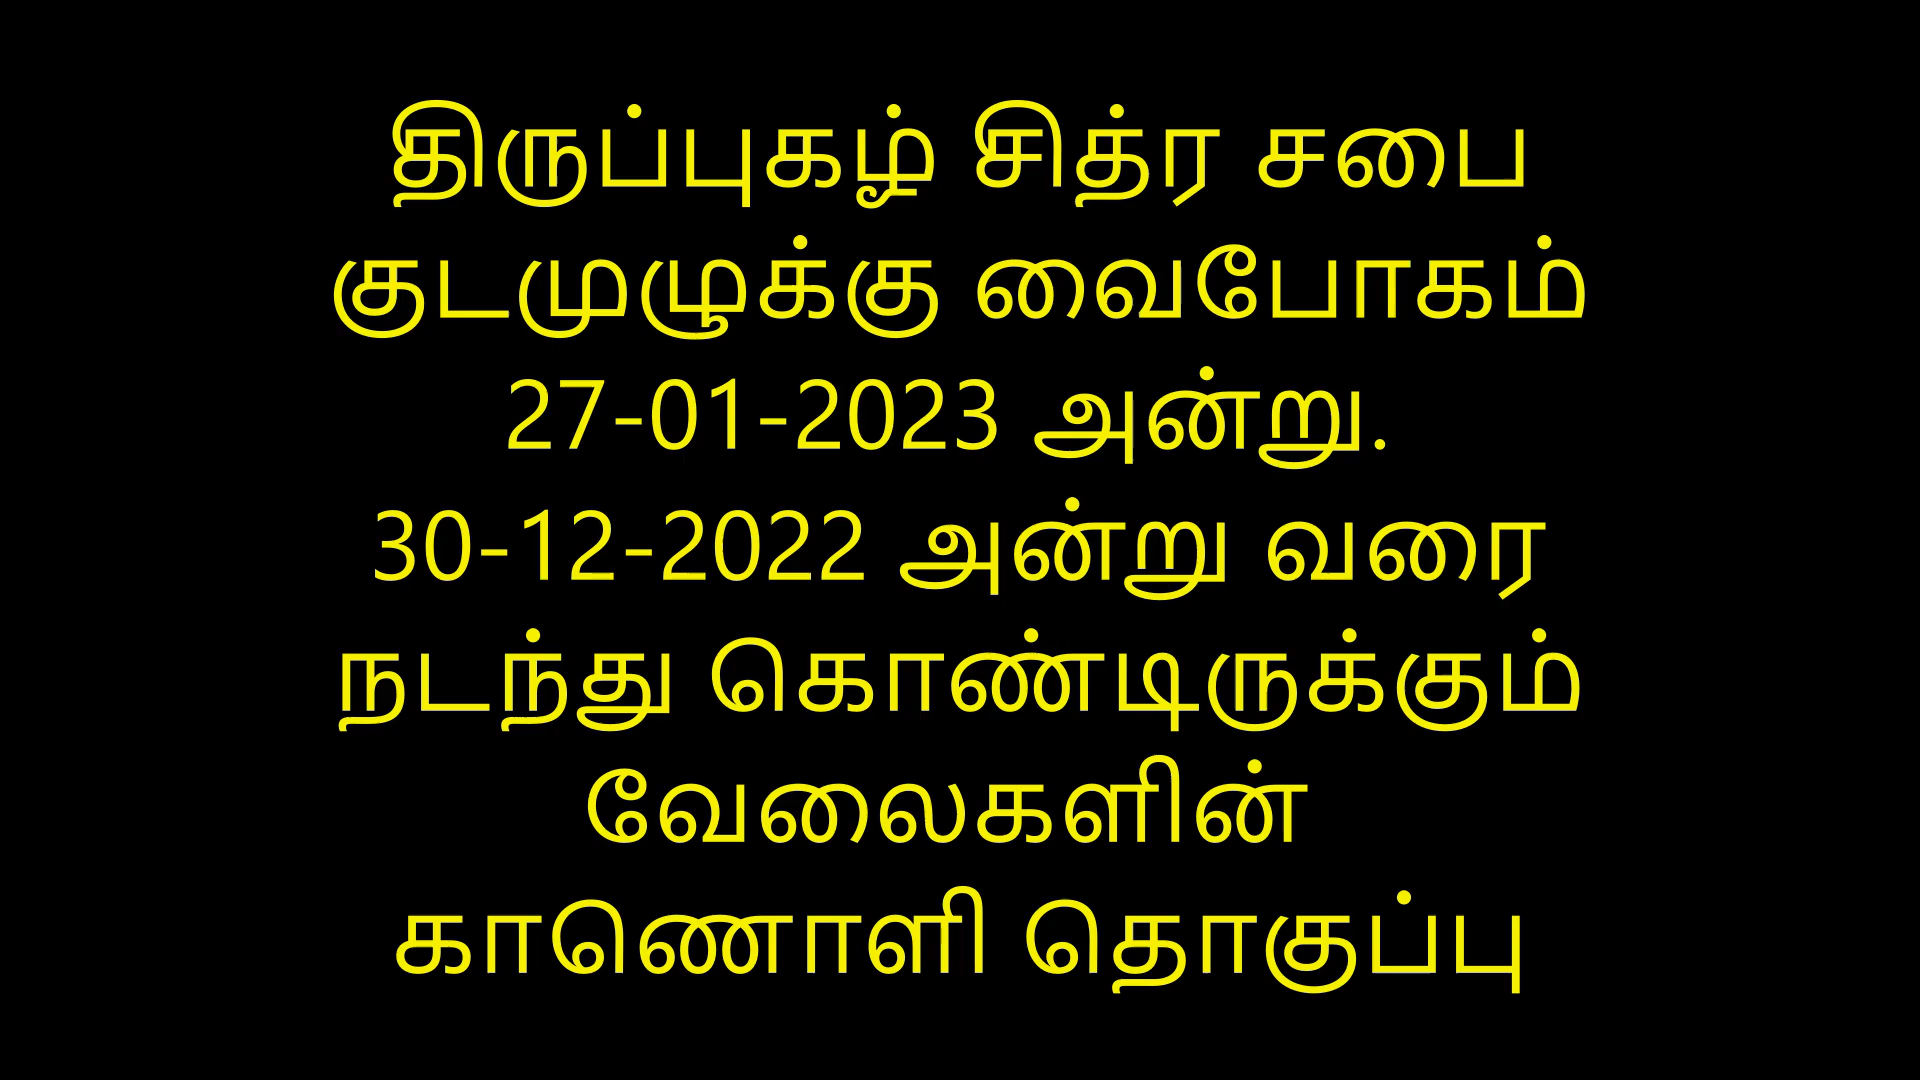 திருப்புகழ் சித்ர சபை
குடமுழுக்கு வைபோகம்
27-01-2023 அன்று.
30-12-2022 அன்று வரை
நடந்து கொண்டிருக்கும்
வேலைகளின்
காணொளி தொகுப்பு